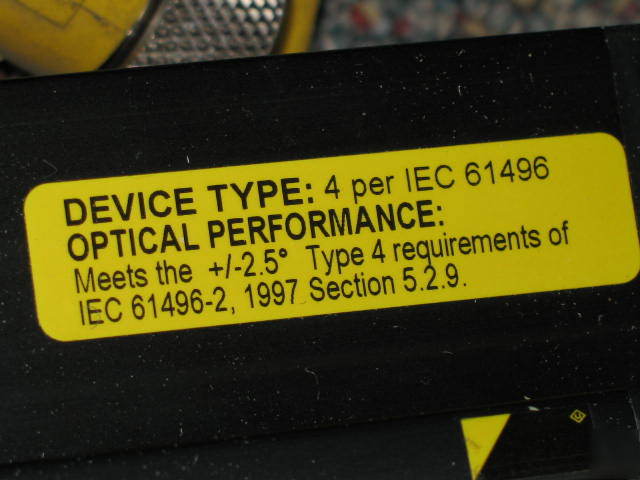 DEVICE TYPE: 4 per IEC 61496
OPTICAL PERFORMANCE:
Meets the +/-2.5° Type 4 requirements of
IEC 61496-2, 1997 Section 5.2.9.